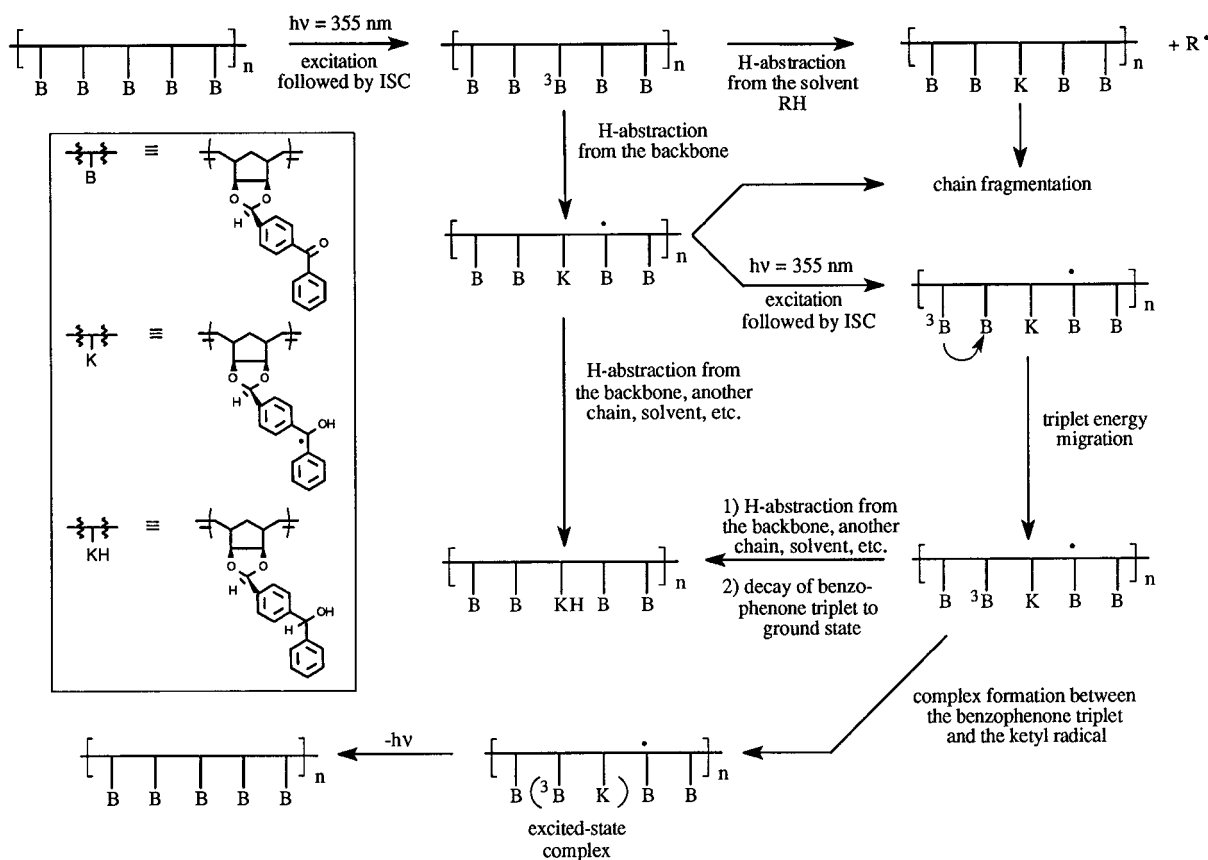 hν = 355 nm
excitation
followed by ISC
n
B B B B B
H-abstraction
from the solvent
RH
n
B B ³B B B
n
B B K B B
+ R•
H-abstraction
from the backbone
chain fragmentation
B
≡
O O
H
O
n
B B K B B
hν = 355 nm
excitation
followed by ISC
n
³B B K B B
K
≡
O O
H
OH
H-abstraction from
the backbone, another
chain, solvent, etc.
triplet energy
migration
KH
≡
O O
H
OH
H
1) H-abstraction from
the backbone, another
chain, solvent, etc.
2) decay of benzo-
phenone triplet to
ground state
n
B B KH B B
n
B ³B K B B
complex formation between
the benzophenone triplet
and the ketyl radical
n
B B B B B
-hν
n
B (³B K) B B
excited-state
complex